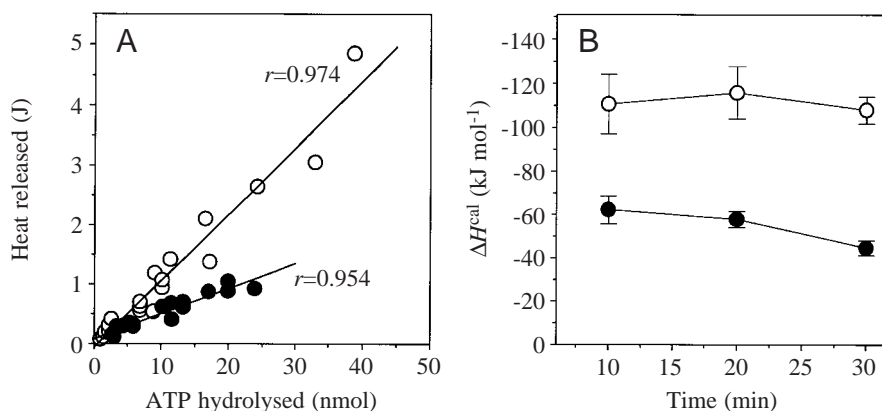 A
r=0.974
r=0.954
Heat released (J)
5
4
3
2
1
0
0 10 20 30 40 50
ATP hydrolysed (nmol)
B
ΔH^cal (kJ mol⁻¹)
-140
-120
-100
-80
-60
-40
-20
0
10 15 20 25 30
Time (min)